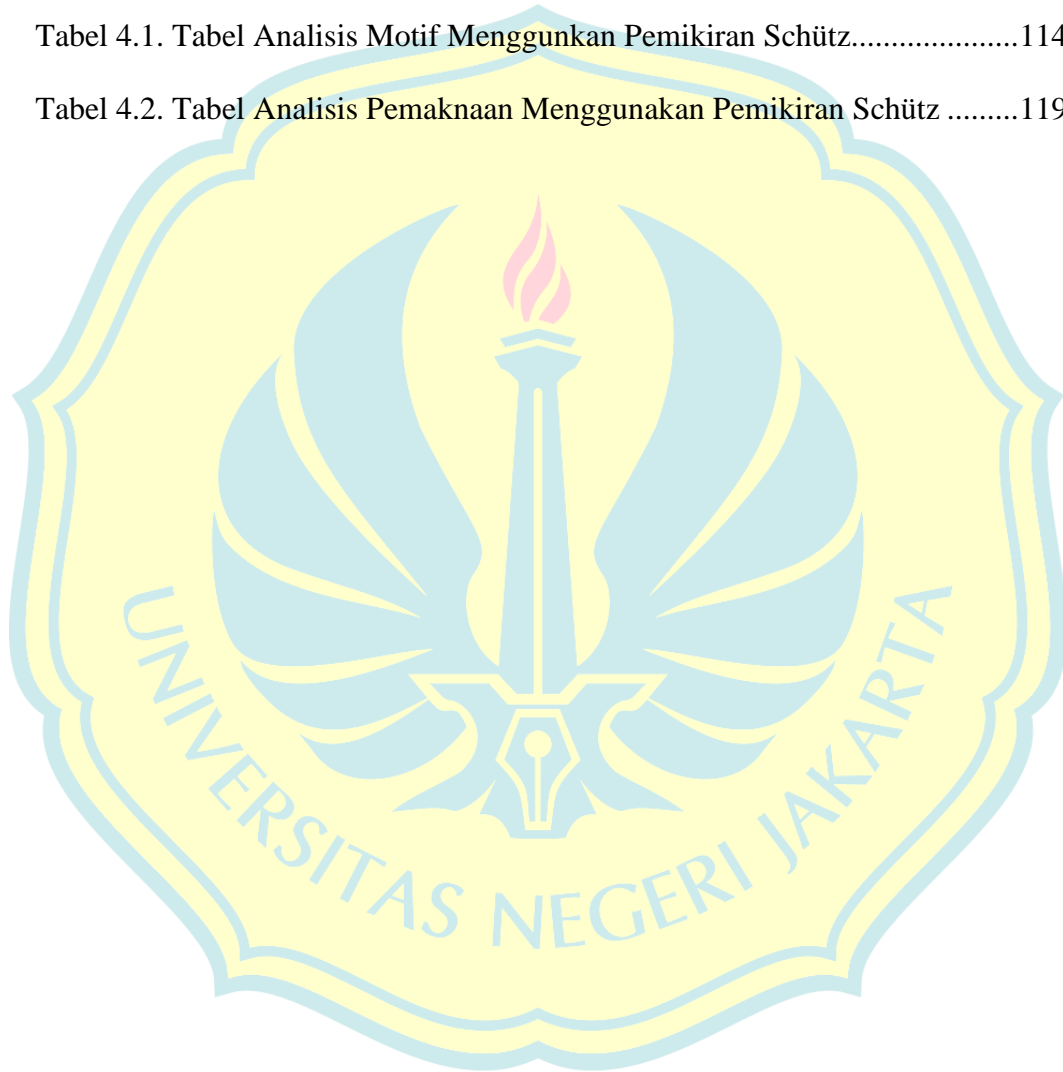 Tabel 4.1. Tabel Analisis Motif Menggunkan Pemikiran Schütz.....................114
Tabel 4.2. Tabel Analisis Pemaknaan Menggunakan Pemikiran Schütz .........119
UNIVERSITAS NEGERI JAKARTA